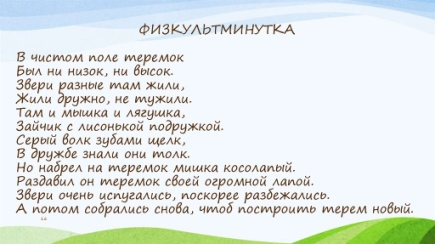 ФИЗКУЛЬТМИНУТКА
В чистом поле теремок
Был ни низок, ни высок.
Звери разные там жили,
Жили дружно, не тужили.
Там и мышка и лягушка,
Зайчик с лисонькой подружкой.
Серый волк зубами щелк,
В дружбе знали они толк.
Но набрел на теремок мишка косолапый.
Раздавил он теремок своей огромной лапой.
Звери очень испугались, поскорее разбежались.
А потом собрались снова, чтоб построить терем новый.